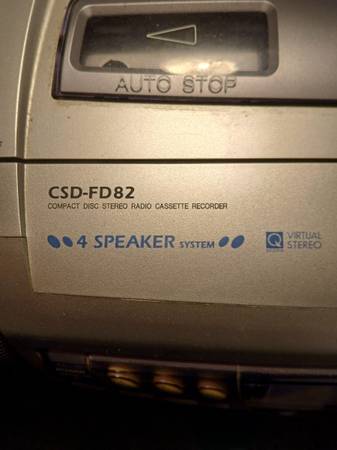 AUTO STOP
CSD-FD82
COMPACT DISC STEREO RADIO CASSETTE RECORDER
4 SPEAKER SYSTEM
Q VIRTUAL
STEREO